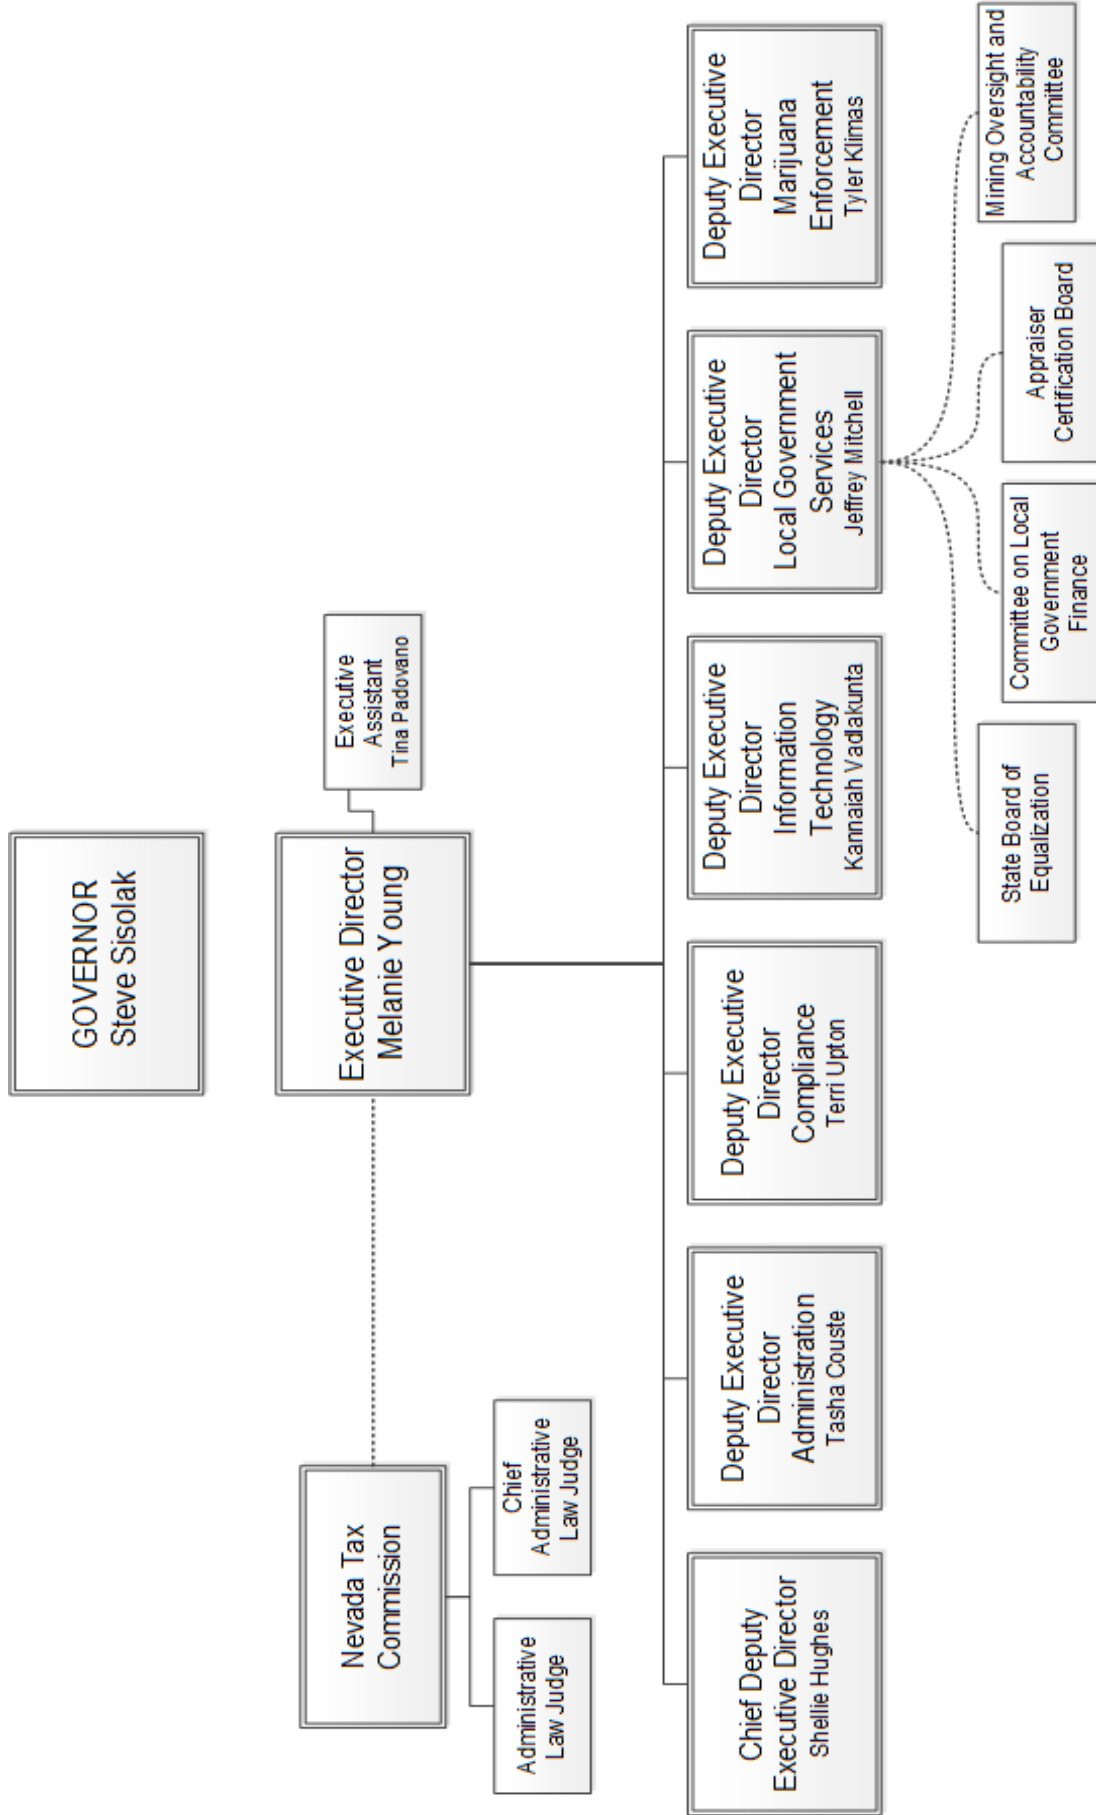 GOVERNOR
Steve Sisolak
Nevada Tax
Commission
Executive Director
Melanie Young
Executive
Assistant
Tina Padovano
Administrative
Law Judge
Chief
Administrative
Law Judge
Chief Deputy
Executive Director
Shellie Hughes
Deputy Executive
Director
Administration
Tasha Couste
Deputy Executive
Director
Compliance
Terri Upton
Deputy Executive
Director
Information
Technology
Kannaiah Vadlakunta
Deputy Executive
Director
Local Government
Services
Jeffrey Mitchell
Deputy Executive
Director
Marijuana
Enforcement
Tyler Klimas
State Board of
Equalization
Committee on Local
Government
Finance
Appraiser
Certification Board
Mining Oversight and
Accountability
Committee